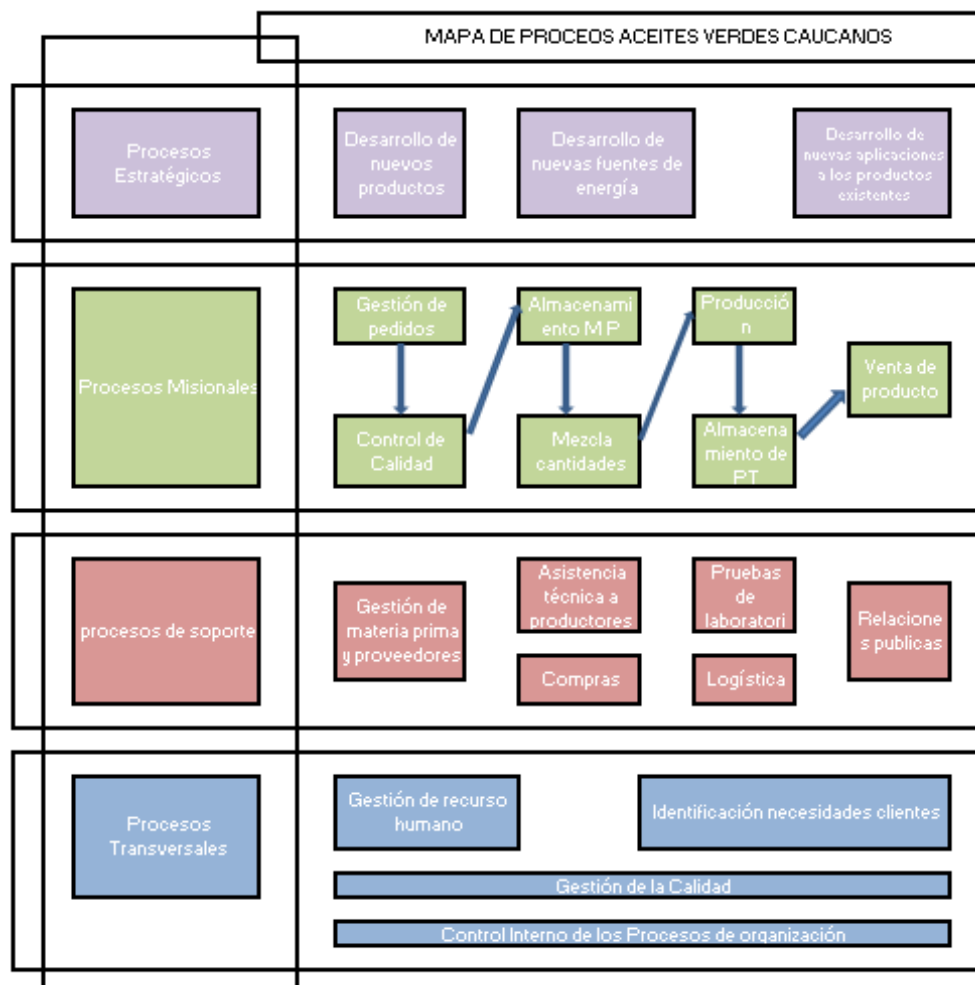 MAPA DE PROCEOS ACEITES VERDES CAUCANOS
Procesos
Estratégicos
Desarrollo de
nuevos
productos
Desarrollo de
nuevas fuentes de
energía
Desarrollo de
nuevas aplicaciones
a los productos
existentes
Procesos Misionales
Gestión de
pedidos
Almacenami
ento M P
Producció
n
Venta de
producto
Control de
Calidad
Mezcla
cantidades
Almacena
miento de
PT
procesos de soporte
Gestión de
materia prima
y proveedores
Asistencia
técnica a
productores
Pruebas
de
laboratori
Relacione
s publicas
Compras
Logística
Procesos
Transversales
Gestión de recurso
humano
Identificación necesidades clientes
Gestión de la Calidad
Control Interno de los Procesos de organización